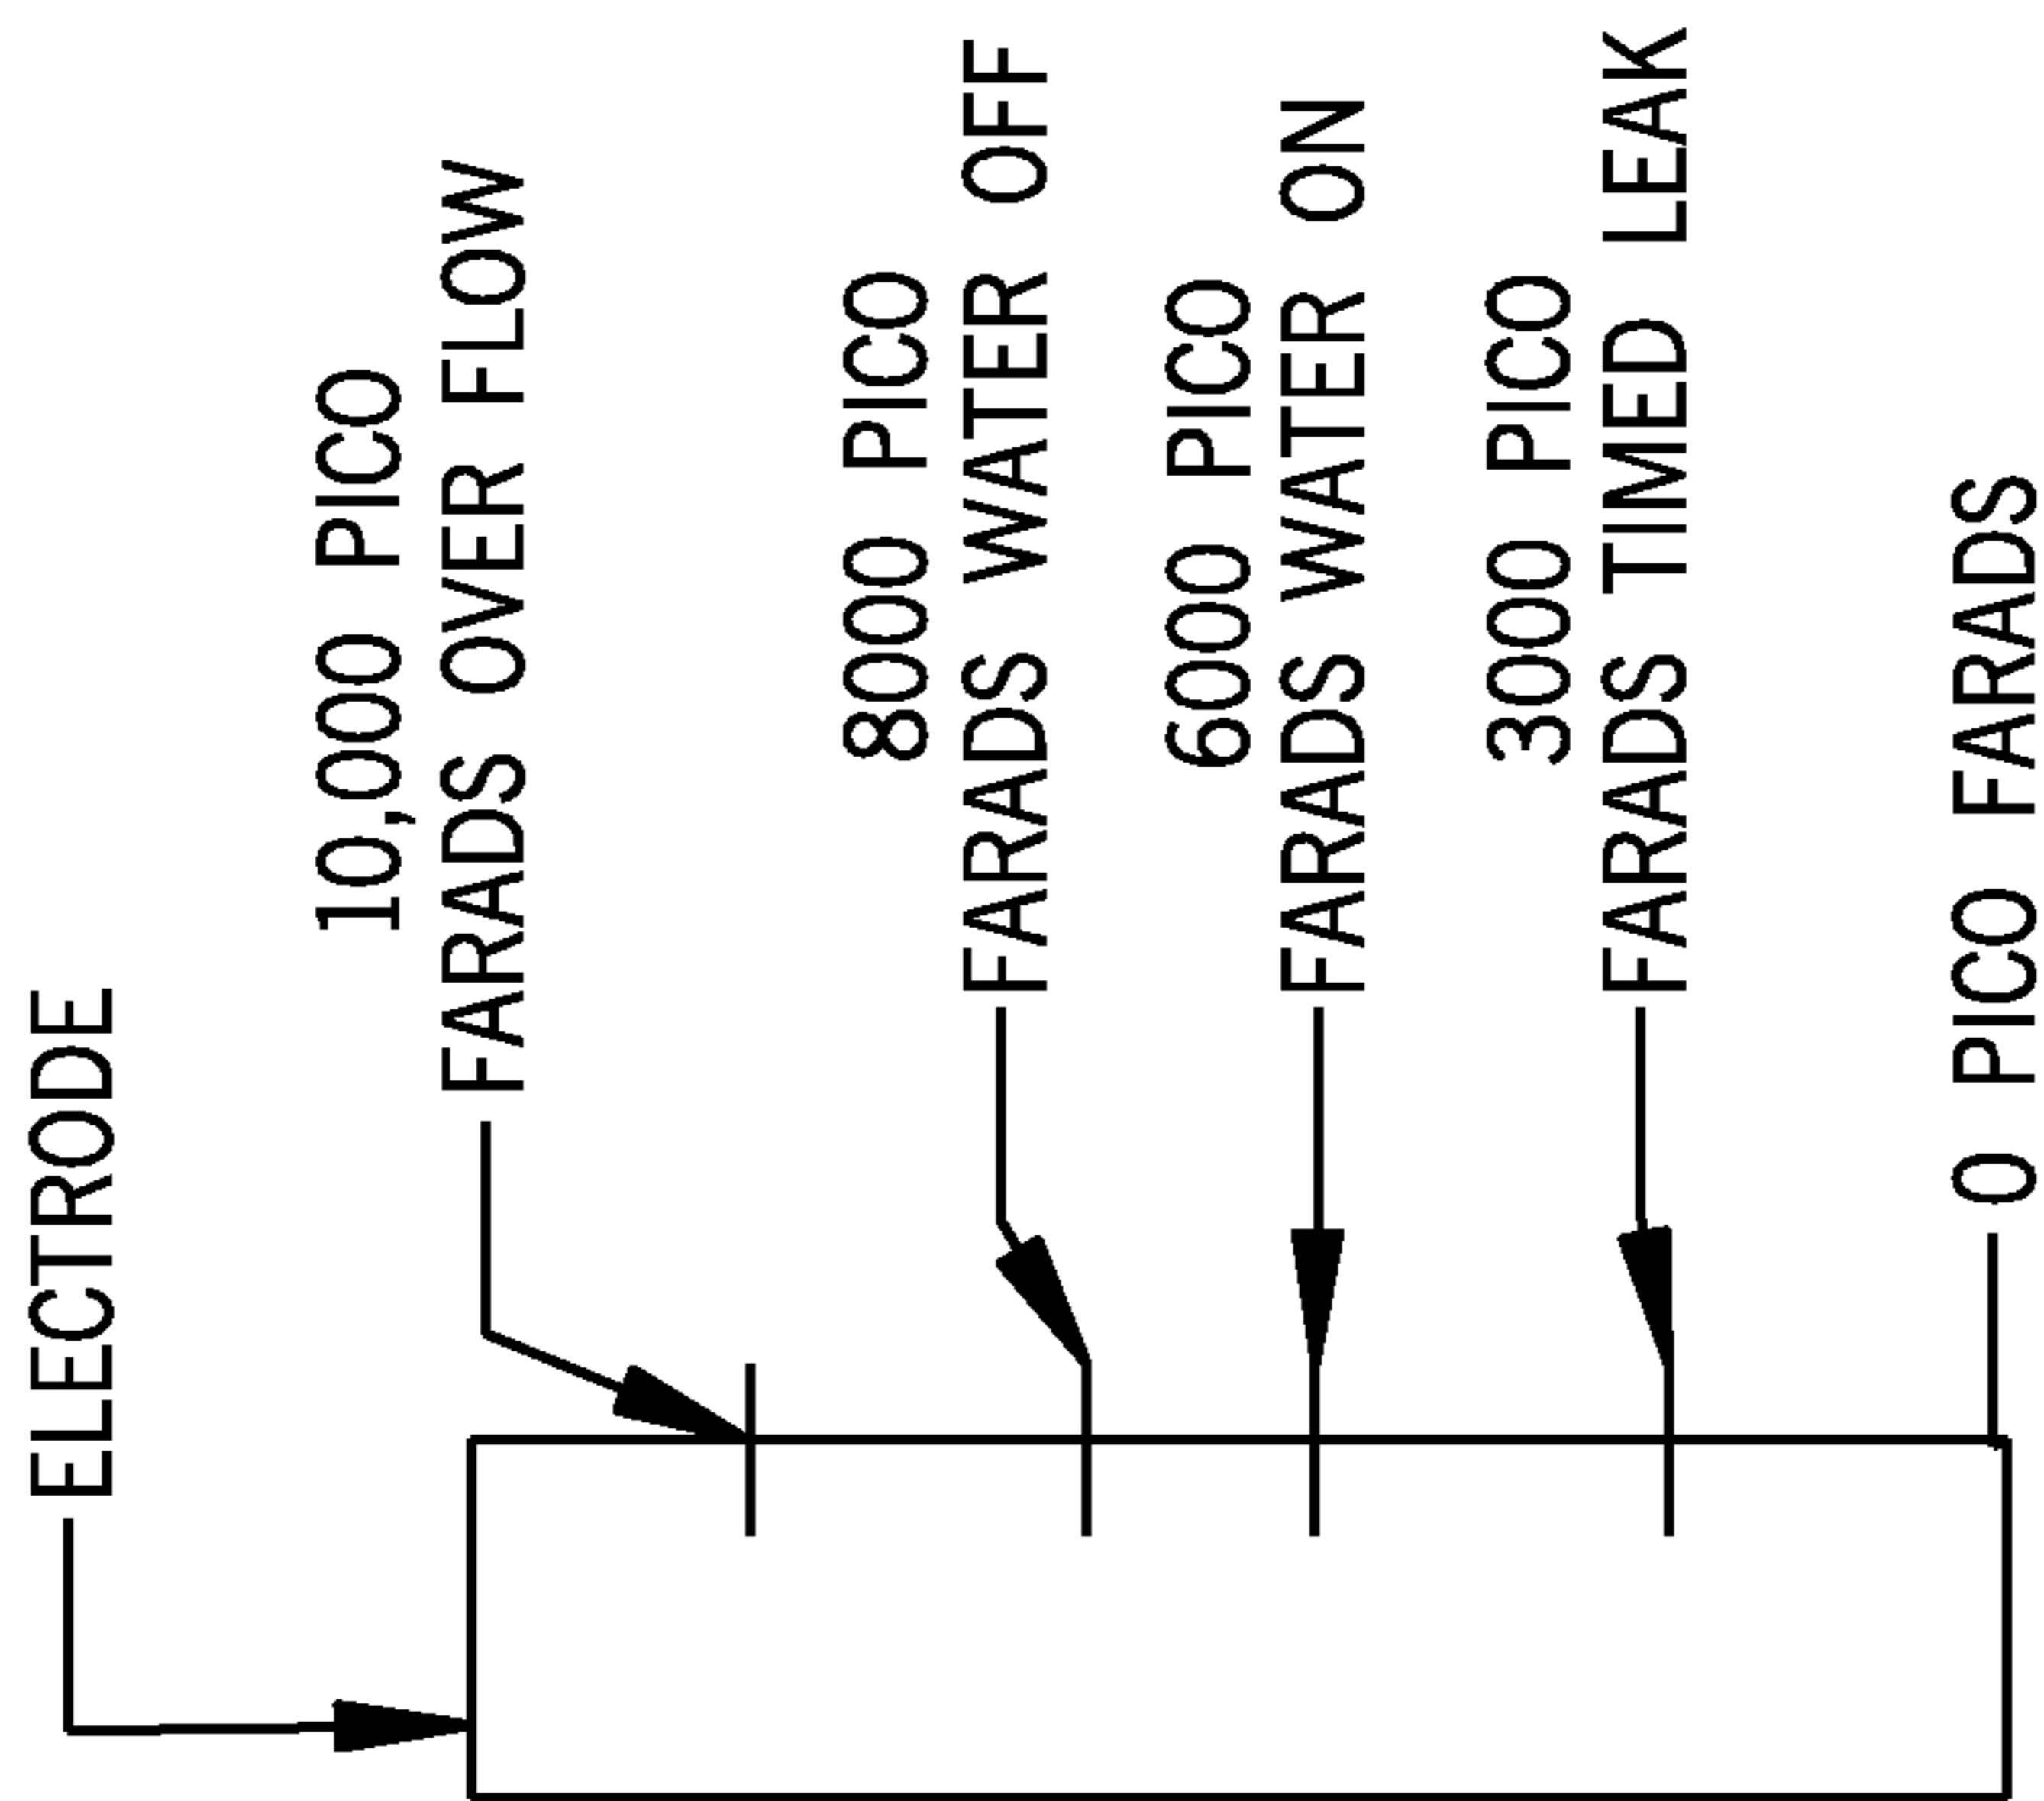 ELECTRODE
10,000 PICO
FARADS OVER FLOW
8000 PICO
FARADS WATER OFF
6000 PICO
FARADS WATER ON
3000 PICO
FARADS TIMED LEAK
0 PICO FARADS